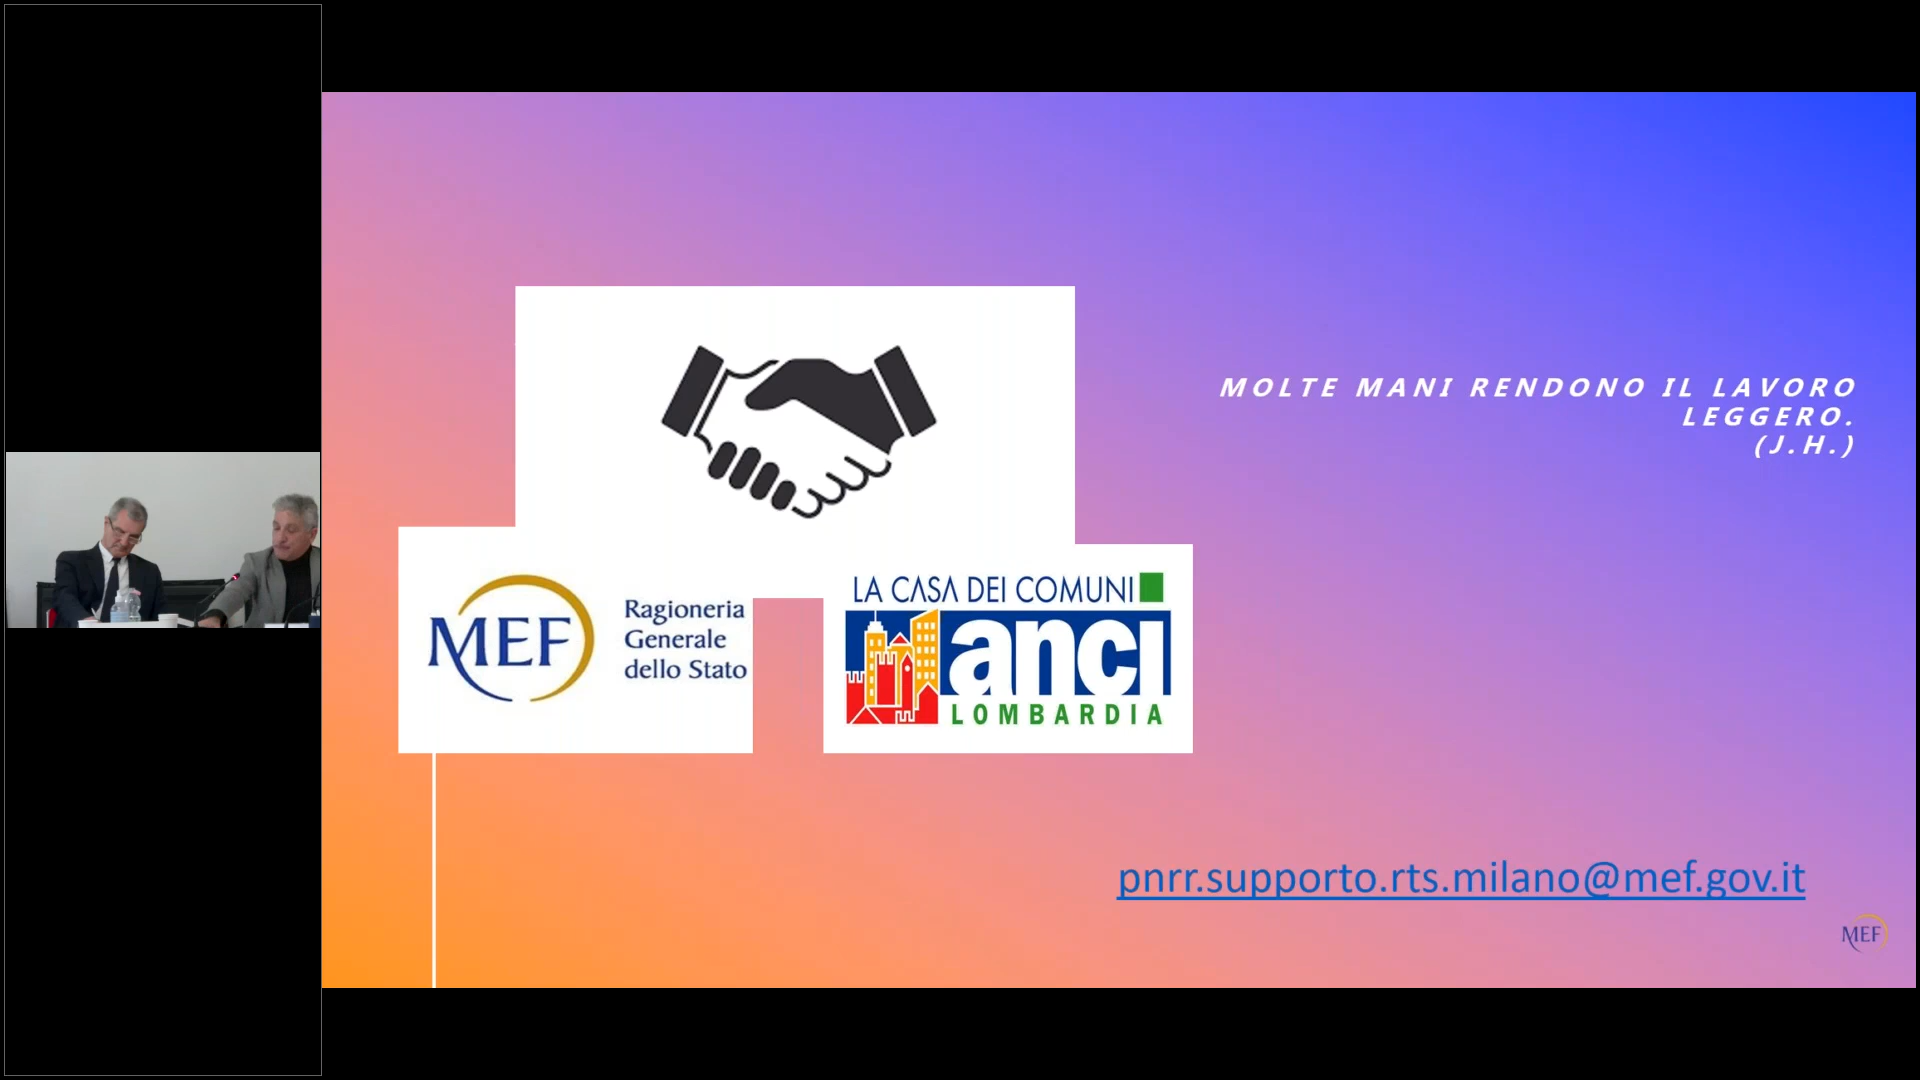 MOLTE MANI RENDONO IL LAVORO
LEGGERO.
(J.H.)
MEF
Ragioneria
Generale
dello Stato
LA CASA DEI COMUNI
anci
LOMBARDIA
pnrr.supporto.rts.milano@mef.gov.it
MEF